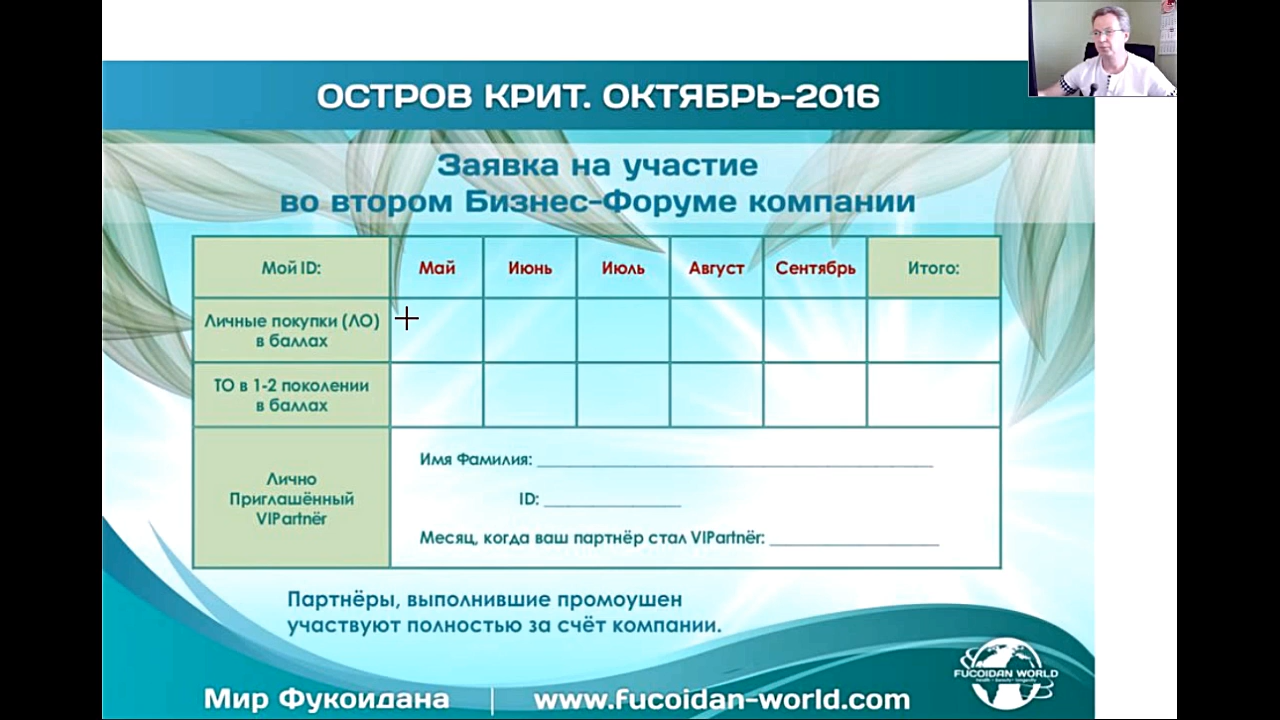 ОСТРОВ КРИТ. ОКТЯБРЬ-2016
Заявка на участие
во втором Бизнес-Форуме компании
Мой ID:
Май
Июнь
Июль
Август
Сентябрь
Итого:
Личные покупки (ЛО)
в баллах
ТО в 1-2 поколении
в баллах
Лично
Приглашённый
VIPartnёr
Имя Фамилия:
ID:
Месяц, когда ваш партнёр стал VIPartnёr:
Партнёры, выполнившие промоушен
участвуют полностью за счёт компании.
Мир Фукоидана | www.fucoidan-world.com
FUCOIDAN WORLD